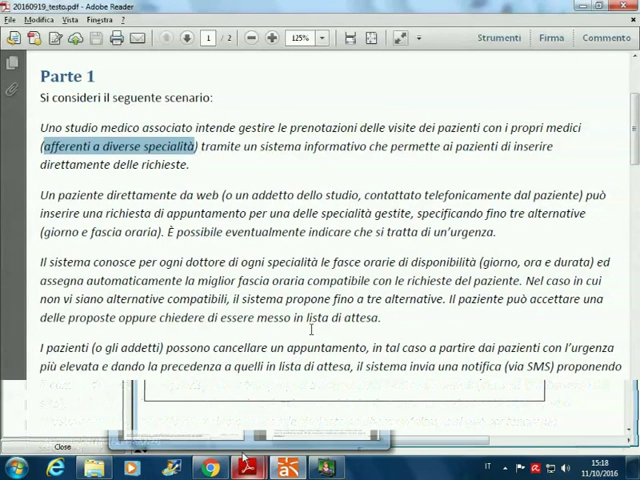 20160919_testo.pdf - Adobe Reader
File Modifica Vista Finestra ?
1 / 2 125% Strumenti Firma Commento
Parte 1
Si consideri il seguente scenario:
Uno studio medico associato intende gestire le prenotazioni delle visite dei pazienti con i propri medici
(afferenti a diverse specialità) tramite un sistema informativo che permette ai pazienti di inserire
direttamente delle richieste.
Un paziente direttamente da web (o un addetto dello studio, contattato telefonicamente dal paziente) può
inserire una richiesta di appuntamento per una delle specialità gestite, specificando fino tre alternative
(giorno e fascia oraria). È possibile eventualmente indicare che si tratta di un'urgenza.
Il sistema conosce per ogni dottore di ogni specialità le fasce orarie di disponibilità (giorno, ora e durata) ed
assegna automaticamente la miglior fascia oraria compatibile con le richieste del paziente. Nel caso in cui
non vi siano alternative compatibili, il sistema propone fino a tre alternative. Il paziente può accettare una
delle proposte oppure chiedere di essere messo in lista di attesa.
I pazienti (o gli addetti) possono cancellare un appuntamento, in tal caso a partire dai pazienti con l'urgenza
più elevata e dando la precedenza a quelli in lista di attesa, il sistema invia una notifica (via SMS) proponendo
Close
IT 15:18
11/10/2016